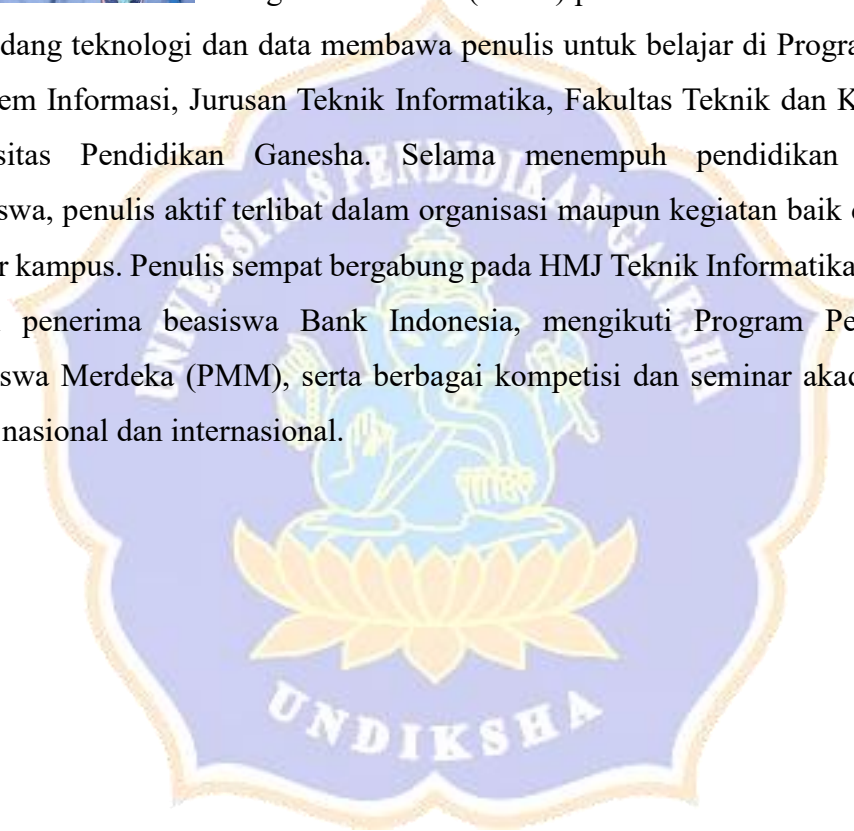 dang teknologi dan data membawa penulis untuk belajar di Progra
em Informasi, Jurusan Teknik Informatika, Fakultas Teknik dan K
sitas Pendidikan Ganesha. Selama menempuh pendidikan
swa, penulis aktif terlibat dalam organisasi maupun kegiatan baik
r kampus. Penulis sempat bergabung pada HMJ Teknik Informatika
penerima beasiswa Bank Indonesia, mengikuti Program Pe
swa Merdeka (PMM), serta berbagai kompetisi dan seminar akad
nasional dan internasional.
UNIVERSITAS PENDIDIKAN GANESHA
UNDIKSHA